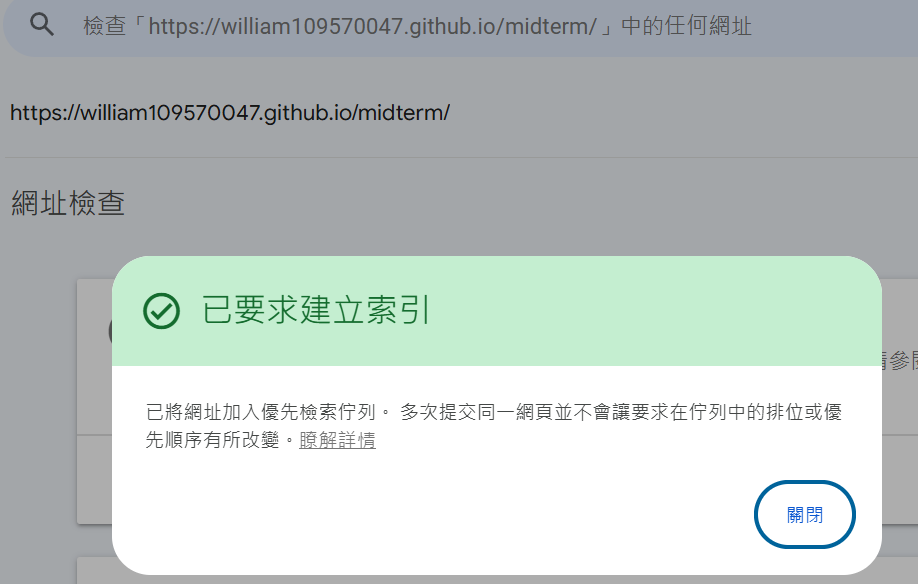 檢查「https://william109570047.github.io/midterm/」中的任何網址
https://william109570047.github.io/midterm/
網址檢查
已要求建立索引
已將網址加入優先檢索佇列。 多次提交同一網頁並不會讓要求在佇列中的排位或優
先順序有所改變。瞭解詳情
關閉